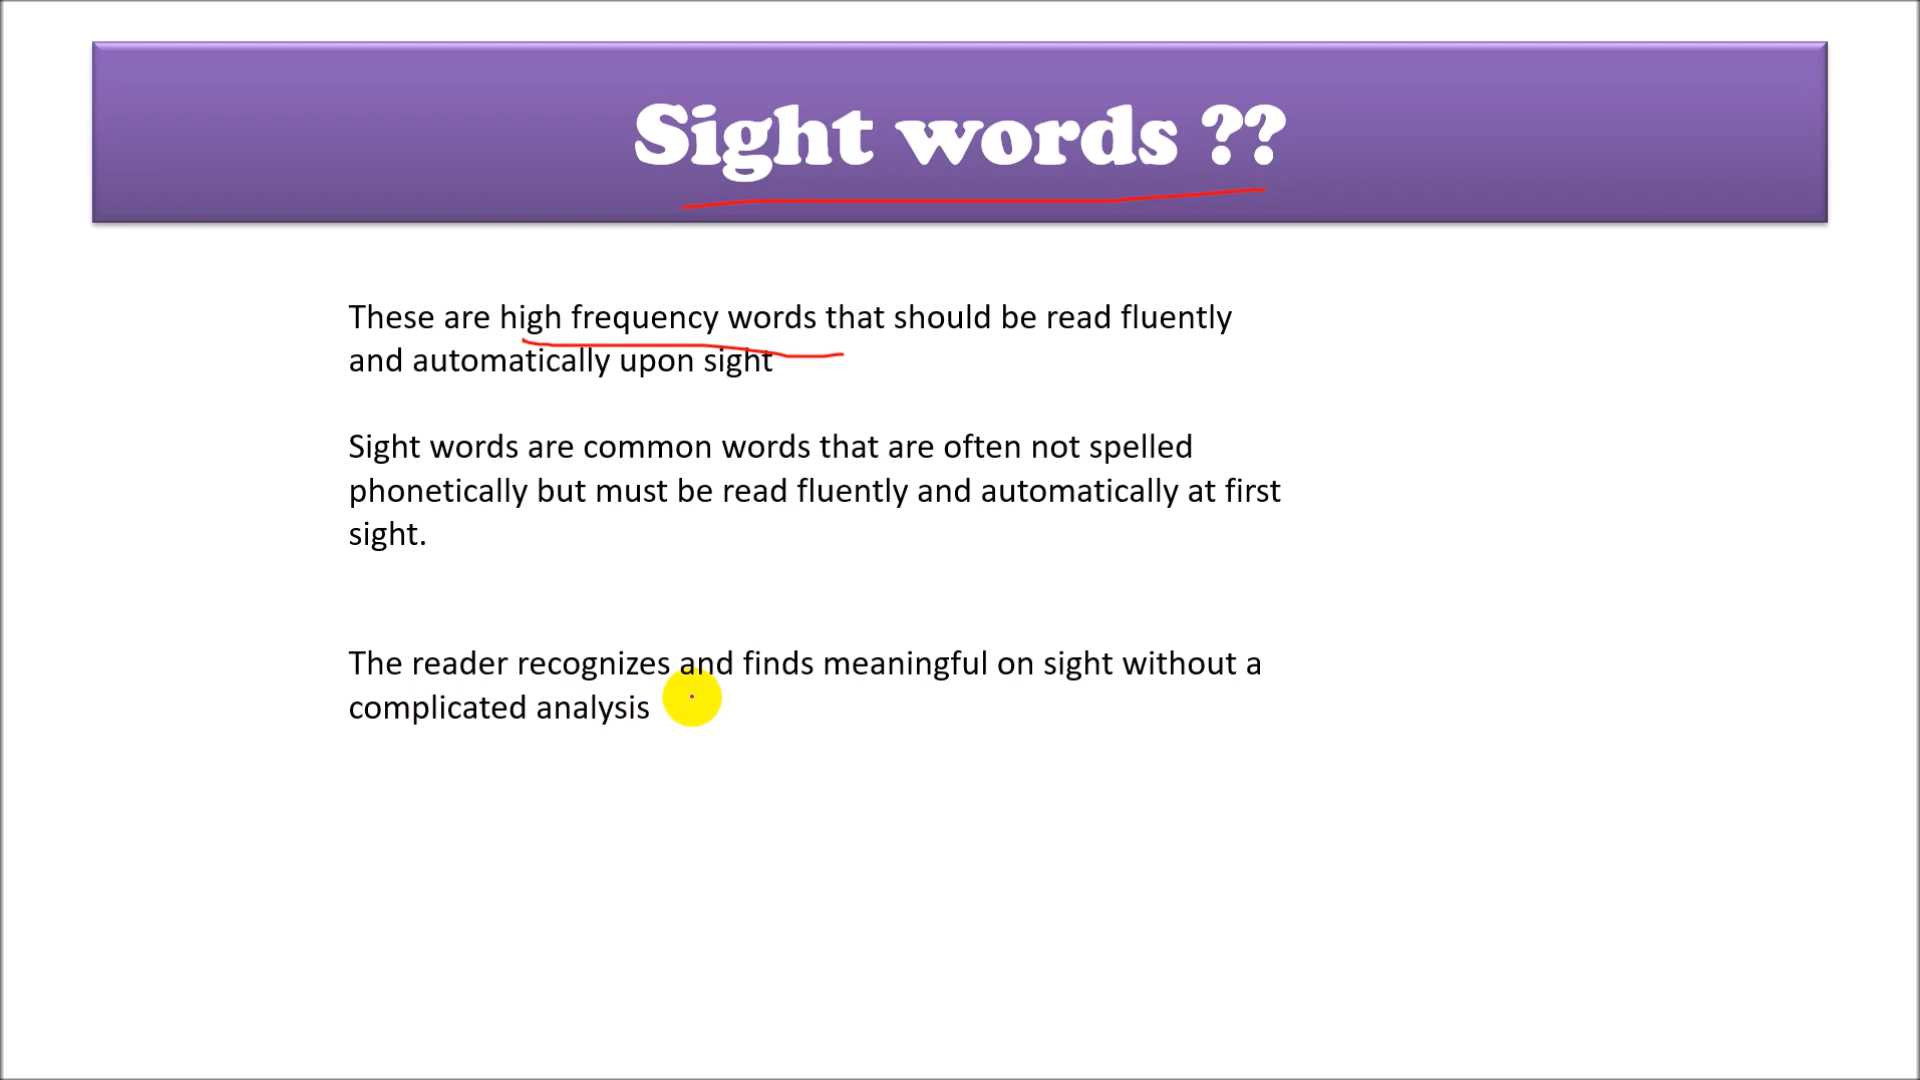 Sight words ??
These are high frequency words that should be read fluently
and automatically upon sight
Sight words are common words that are often not spelled
phonetically but must be read fluently and automatically at first
sight.
The reader recognizes and finds meaningful on sight without a
complicated analysis